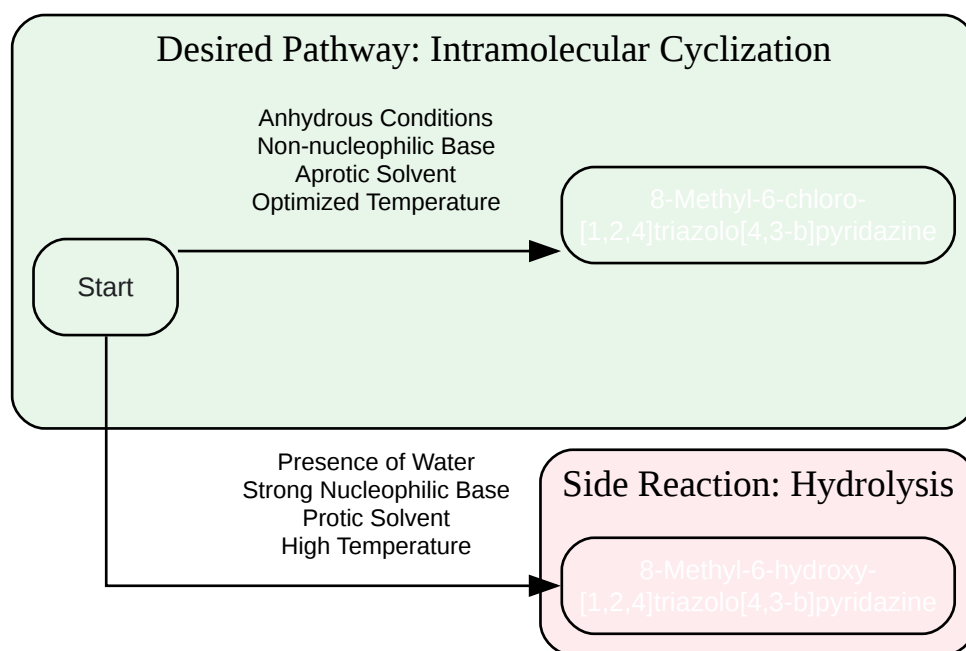 Desired Pathway: Intramolecular Cyclization
Anhydrous Conditions
Non-nucleophilic Base
Aprotic Solvent
Optimized Temperature
8-Methyl-6-chloro-
[1,2,4]triazolo[4,3-b]pyridazine
Start
Presence of Water
Strong Nucleophilic Base
Protic Solvent
High Temperature
Side Reaction: Hydrolysis
8-Methyl-6-hydroxy-
[1,2,4]triazolo[4,3-b]pyridazine